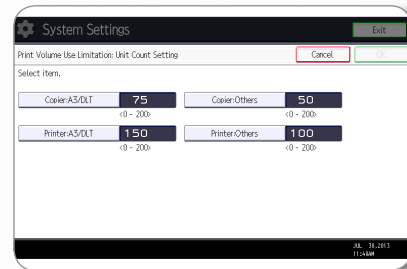 System Settings
Exit
Print Volume Use Limitation: Unit Count Setting
Cancel
OK
Select item.
Copier:A3/DLT 75 Copier:Others 50
<0 - 200> <0 - 200>
Printer:A3/DLT 150 Printer:Others 100
<0 - 200> <0 - 200>
JUL 30,2013
11:48AM